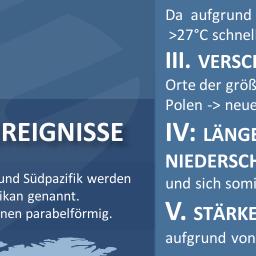 REIGNISSE
und Südpazifik werden
ikan genannt.
nen parabelförmig.
Da aufgrund
>27°C schnell
III. VERSC
Orte der größ
Polen -> neue
IV: LÄNGE
NIEDERSCH
und sich somi
V. STÄRKE
aufgrund von